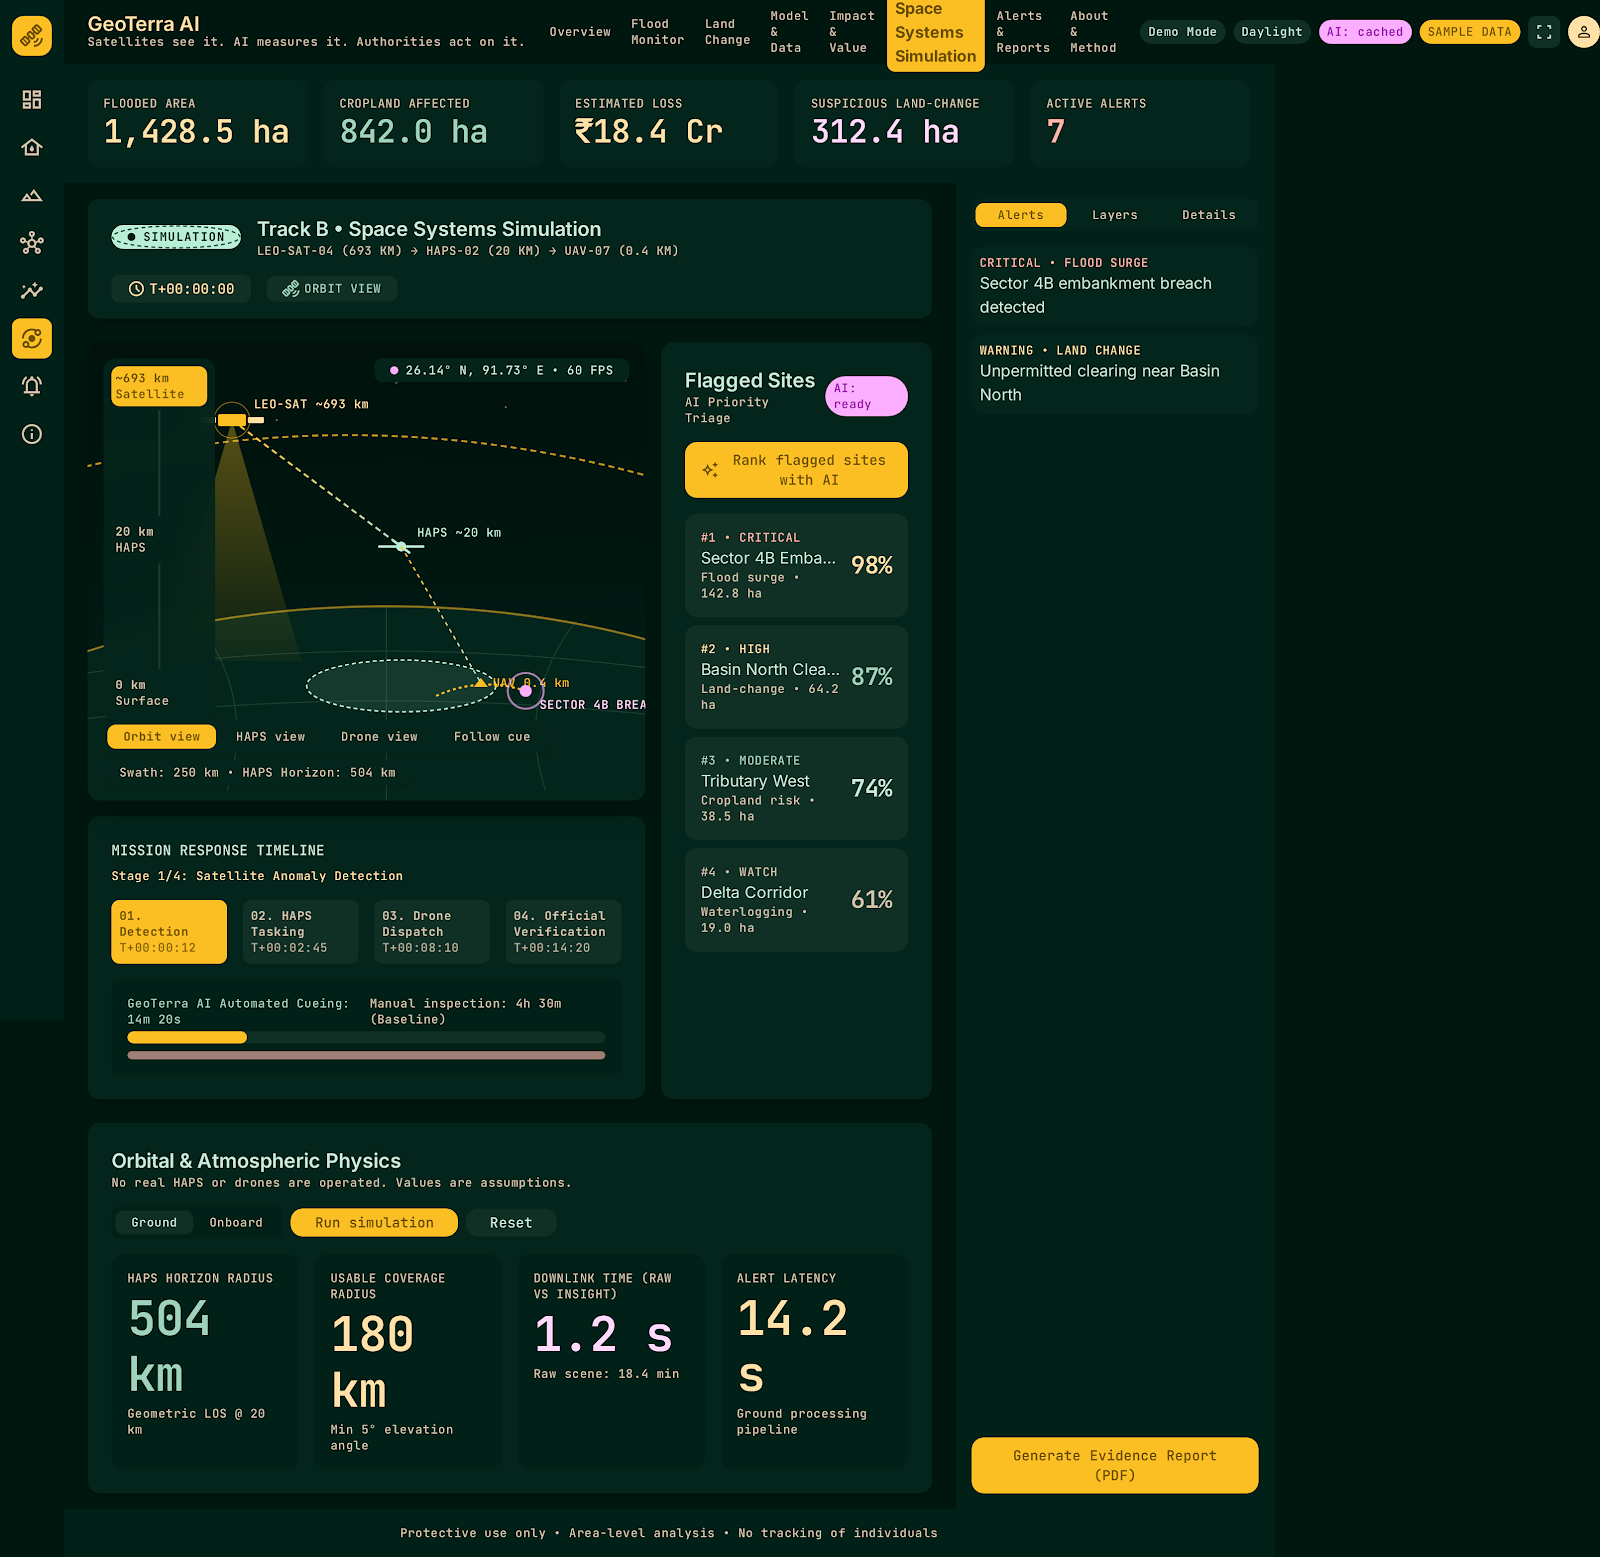 GeoTerra AI
Satellites see it. AI measures it. Authorities act on it.
Overview
Flood
Monitor
Land
Change
Model
&
Data
Impact
&
Value
Space
Systems
Simulation
Alerts
&
Reports
About
&
Method
Demo Mode
Daylight
AI: cached
SAMPLE DATA
FLOODED AREA
1,428.5 ha
CROPLAND AFFECTED
842.0 ha
ESTIMATED LOSS
₹18.4 Cr
SUSPICIOUS LAND-CHANGE
312.4 ha
ACTIVE ALERTS
7
SIMULATION
Track B • Space Systems Simulation
LEO-SAT-04 (693 KM) → HAPS-02 (20 KM) → UAV-07 (0.4 KM)
T+00:00:00
ORBIT VIEW
Alerts
Layers
Details
CRITICAL • FLOOD SURGE
Sector 4B embankment breach
detected
WARNING • LAND CHANGE
Unpermitted clearing near Basin
North
~693 km
Satellite
26.14° N, 91.73° E • 60 FPS
LEO-SAT ~693 km
20 km
HAPS
HAPS ~20 km
0 km
Surface
UAV 0.4 km
SECTOR 4B BREA
Orbit view
HAPS view
Drone view
Follow cue
Swath: 250 km • HAPS Horizon: 504 km
Flagged Sites
AI Priority
Triage
AI:
ready
Rank flagged sites
with AI
#1 • CRITICAL
Sector 4B Emba...
Flood surge •
142.8 ha
98%
#2 • HIGH
Basin North Clea...
Land-change • 64.2
ha
87%
#3 • MODERATE
Tributary West
Cropland risk •
38.5 ha
74%
#4 • WATCH
Delta Corridor
Waterlogging •
19.0 ha
61%
MISSION RESPONSE TIMELINE
Stage 1/4: Satellite Anomaly Detection
01.
Detection
T+00:00:12
02. HAPS
Tasking
T+00:02:45
03. Drone
Dispatch
T+00:08:10
04. Official
Verification
T+00:14:20
GeoTerra AI Automated Cueing:
14m 20s
Manual inspection: 4h 30m
(Baseline)
Orbital & Atmospheric Physics
No real HAPS or drones are operated. Values are assumptions.
Ground
Onboard
Run simulation
Reset
HAPS HORIZON RADIUS
504
km
Geometric LOS @ 20
km
USABLE COVERAGE
RADIUS
180
km
Min 5° elevation
angle
DOWNLINK TIME (RAW
VS INSIGHT)
1.2 s
Raw scene: 18.4 min
ALERT LATENCY
14.2
s
Ground processing
pipeline
Generate Evidence Report
(PDF)
Protective use only • Area-level analysis • No tracking of individuals